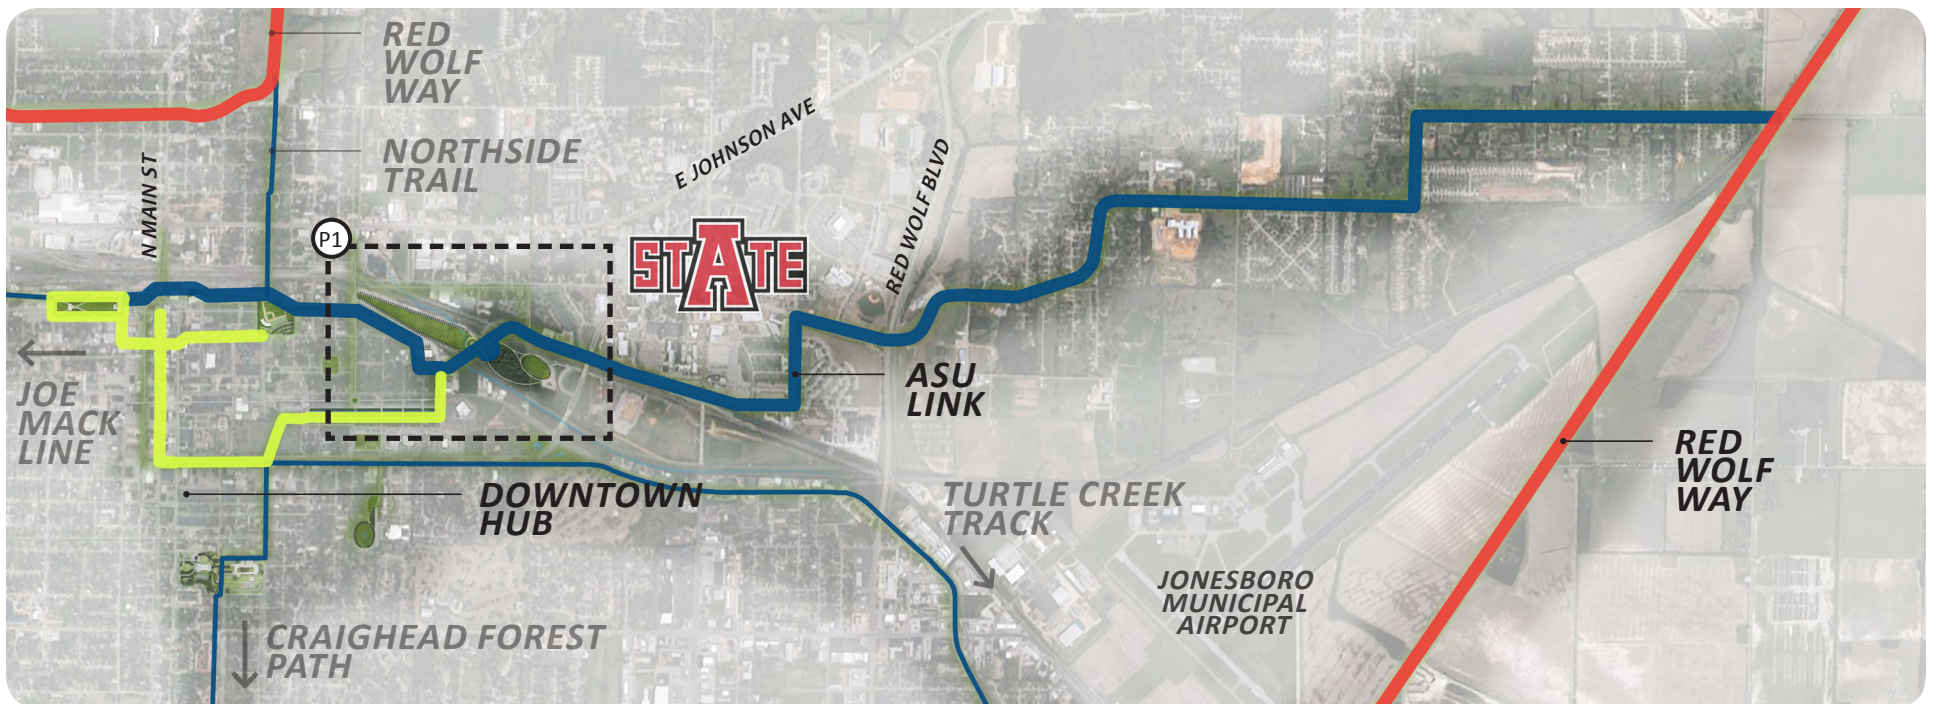 RED
WOLF
WAY
NORTHSIDE
TRAIL
N MAIN ST
E JOHNSON AVE
RED WOLF BLVD
P1
STATE
JOE
MACK
LINE
ASU
LINK
RED
WOLF
WAY
DOWNTOWN
HUB
TURTLE CREEK
TRACK
JONESBORO
MUNICIPAL
AIRPORT
CRAIGHEAD FOREST
PATH